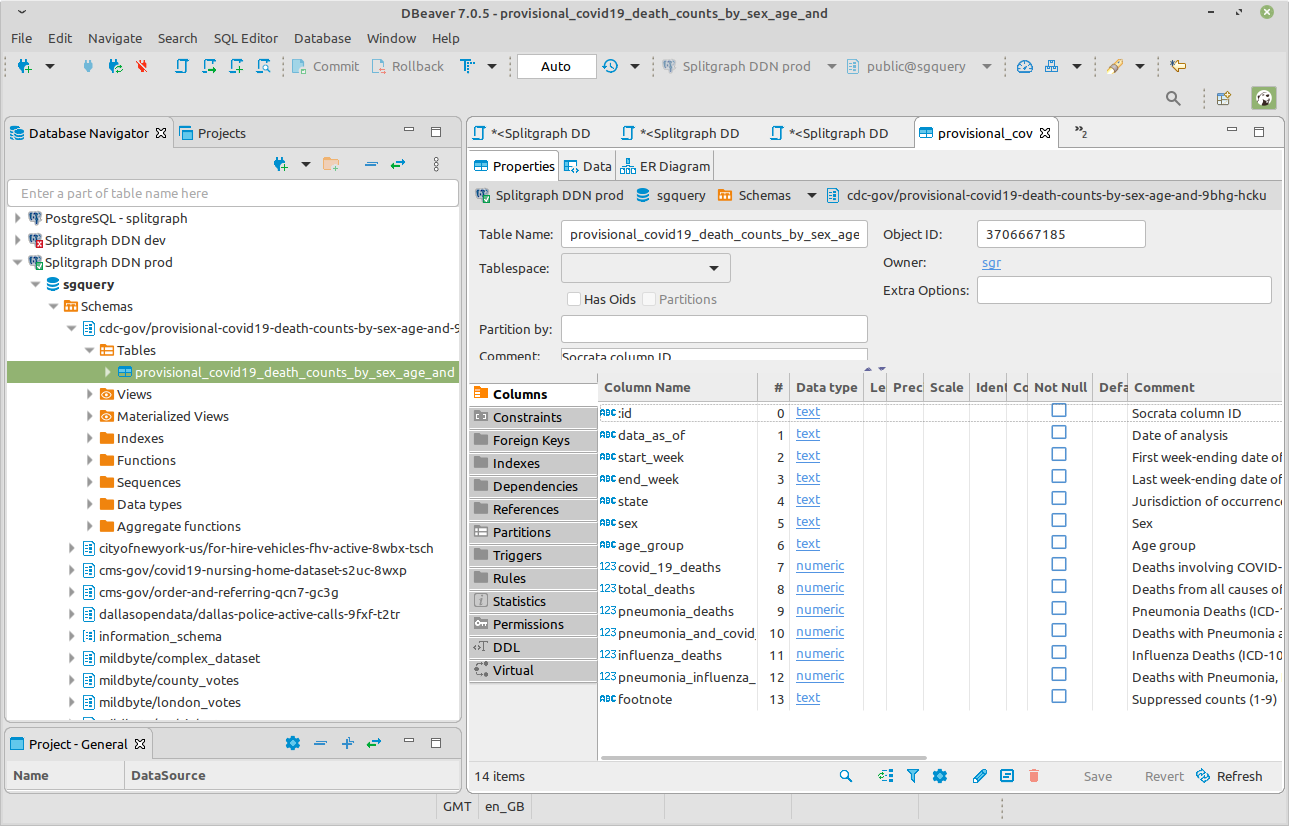 DBeaver 7.0.5 - provisional_covid19_death_counts_by_sex_age_and
File Edit Navigate Search SQL Editor Database Window Help
Commit Rollback Auto Splitgraph DDN prod public@sgquery
Database Navigator Projects
Enter a part of table name here
PostgreSQL - splitgraph
Splitgraph DDN dev
Splitgraph DDN prod
sgquery
Schemas
cdc-gov/provisional-covid19-death-counts-by-sex-age-and-9
Tables
provisional_covid19_death_counts_by_sex_age_and
Views
Materialized Views
Indexes
Functions
Sequences
Data types
Aggregate functions
cityofnewyork-us/for-hire-vehicles-fhv-active-8wbx-tsch
cms-gov/covid19-nursing-home-dataset-s2uc-8wxp
cms-gov/order-and-referring-qcn7-gc3g
dallasopendata/dallas-police-active-calls-9fxf-t2tr
information_schema
mildbyte/complex_dataset
mildbyte/county_votes
mildbyte/london_votes
Project - General
Name DataSource
*<Splitgraph DD *<Splitgraph DD *<Splitgraph DD provisional_cov »2
Properties Data ER Diagram
Splitgraph DDN prod sgquery Schemas cdc-gov/provisional-covid19-death-counts-by-sex-age-and-9bhg-hcku
Table Name: provisional_covid19_death_counts_by_sex_age Object ID: 3706667185
Tablespace: Owner: sgr
Has Oids Partitions Extra Options:
Partition by:
Comment: Socrata column ID
Columns
Constraints
Foreign Keys
Indexes
Dependencies
References
Partitions
Triggers
Rules
Statistics
Permissions
DDL
Virtual
Column Name # Data type Le Prec Scale Ident Co Not Null Defa Comment
ABC :id 0 text Socrata column ID
ABC data_as_of 1 text Date of analysis
ABC start_week 2 text First week-ending date of
ABC end_week 3 text Last week-ending date of
ABC state 4 text Jurisdiction of occurrence
ABC sex 5 text Sex
ABC age_group 6 text Age group
123 covid_19_deaths 7 numeric Deaths involving COVID-
123 total_deaths 8 numeric Deaths from all causes of
123 pneumonia_deaths 9 numeric Pneumonia Deaths (ICD-1
123 pneumonia_and_covid_ 10 numeric Deaths with Pneumonia a
123 influenza_deaths 11 numeric Influenza Deaths (ICD-10
123 pneumonia_influenza_ 12 numeric Deaths with Pneumonia,
ABC footnote 13 text Suppressed counts (1-9)
14 items Save Revert Refresh
GMT en_GB